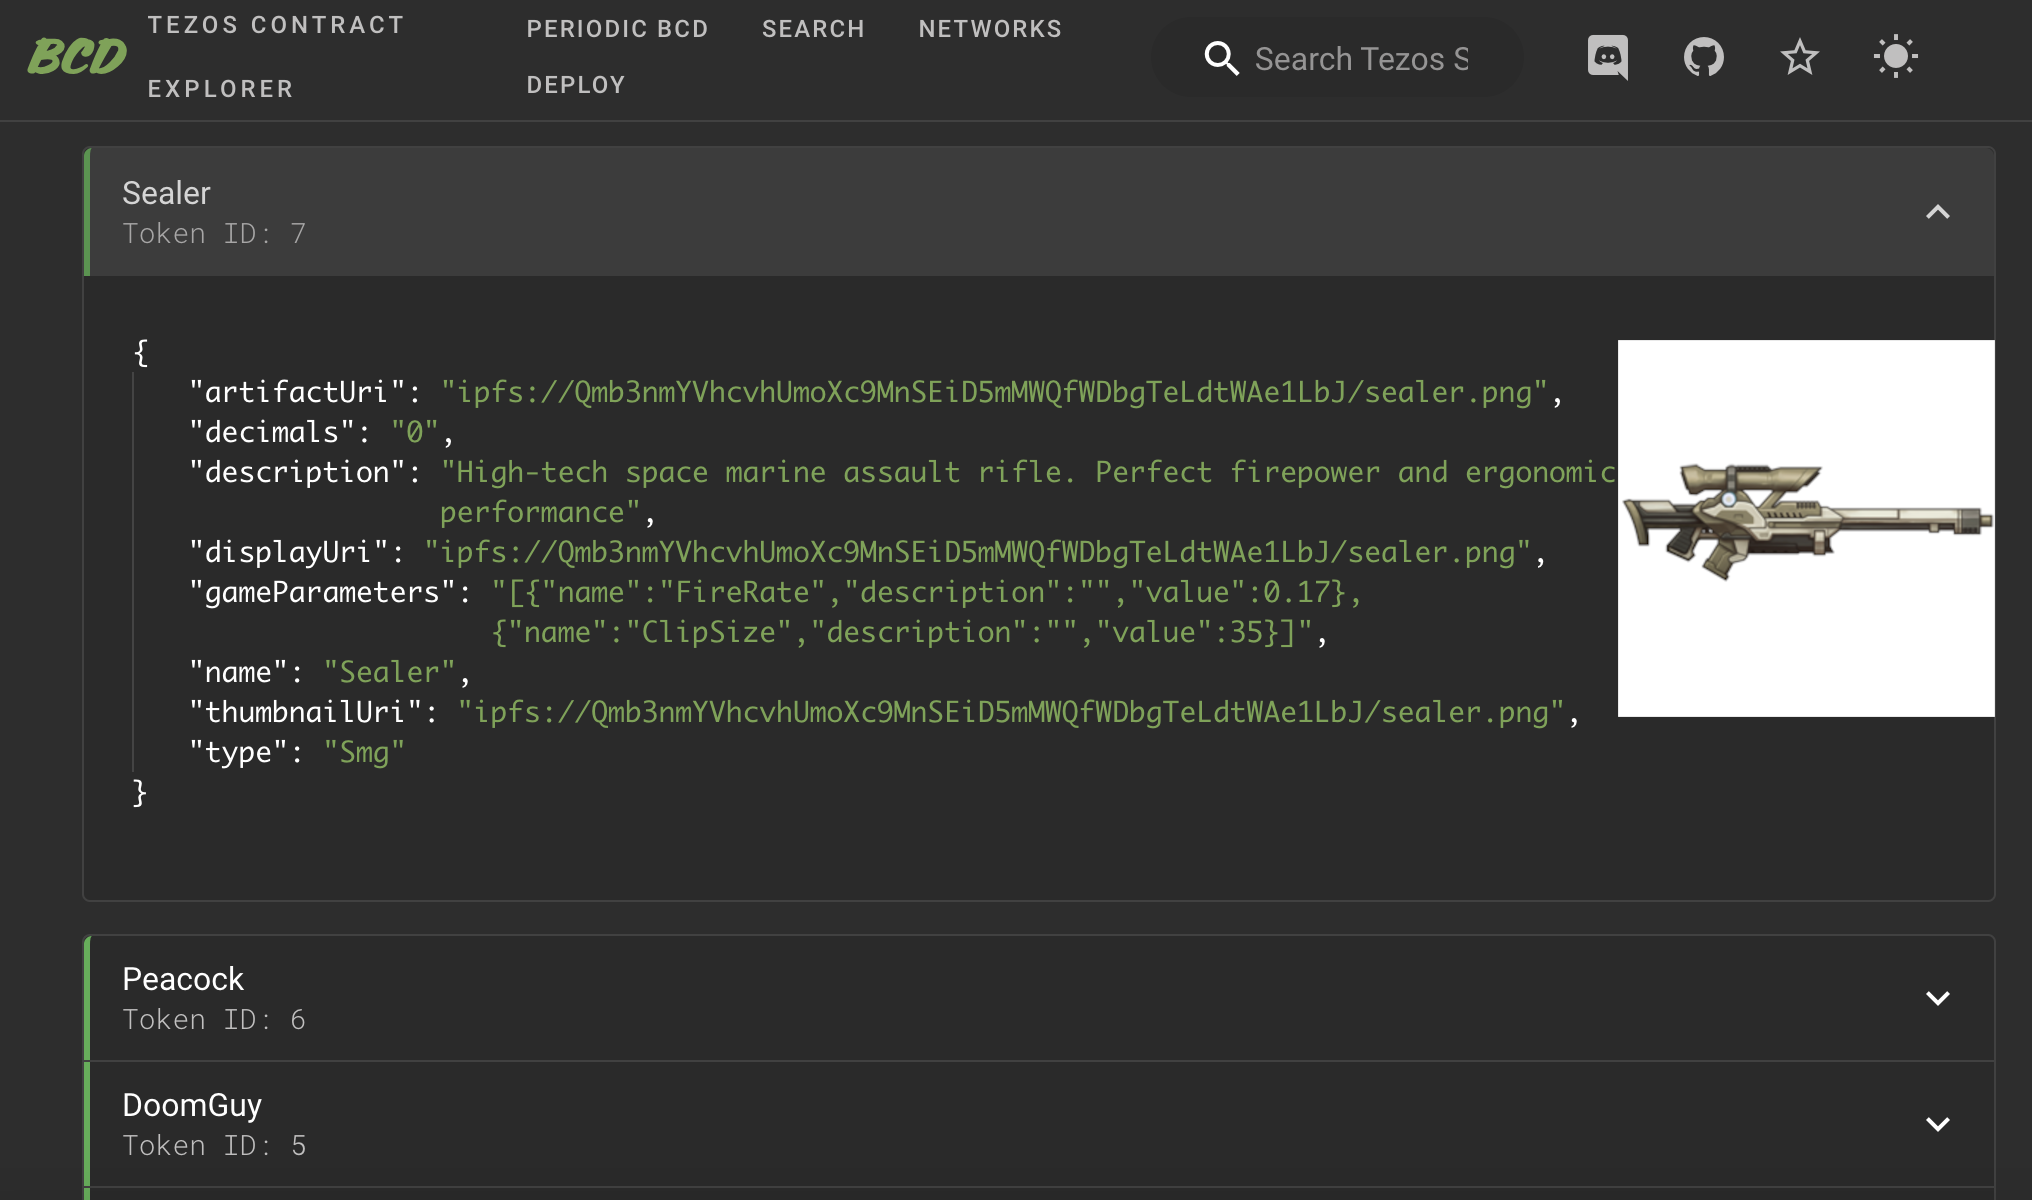 BCD
TEZOS CONTRACT
EXPLORER
PERIODIC BCD
SEARCH
NETWORKS
DEPLOY
Search Tezos S
Sealer
Token ID: 7
{
"artifactUri": "ipfs://Qmb3nmYVhcvhUmoXc9MnSEiD5mMWQfWDbgTeLdtWAe1LbJ/sealer.png",
"decimals": "0",
"description": "High-tech space marine assault rifle. Perfect firepower and ergonomic
performance",
"displayUri": "ipfs://Qmb3nmYVhcvhUmoXc9MnSEiD5mMWQfWDbgTeLdtWAe1LbJ/sealer.png",
"gameParameters": "[{"name":"FireRate","description":"","value":0.17},
{"name":"ClipSize","description":"","value":35}]",
"name": "Sealer",
"thumbnailUri": "ipfs://Qmb3nmYVhcvhUmoXc9MnSEiD5mMWQfWDbgTeLdtWAe1LbJ/sealer.png",
"type": "Smg"
}
Peacock
Token ID: 6
DoomGuy
Token ID: 5